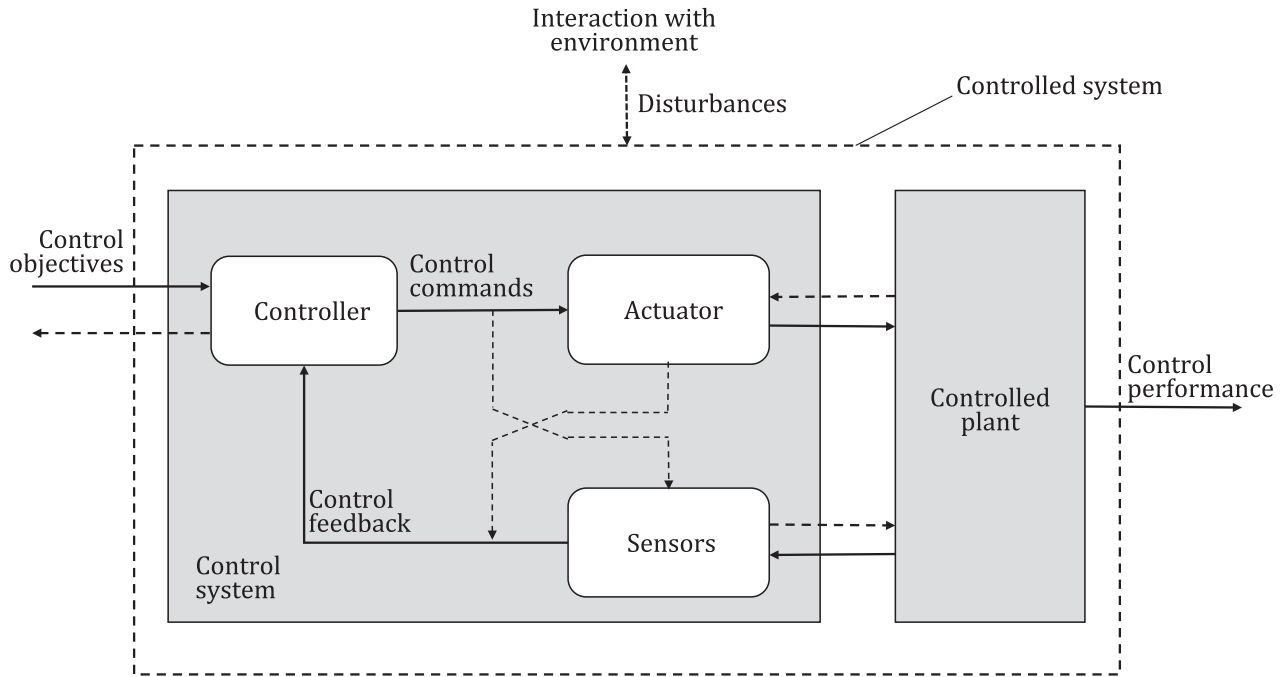 Interaction with
environment
Disturbances
Controlled system
Control
objectives
Controller
Control
commands
Actuator
Controlled
plant
Control
performance
Control
feedback
Sensors
Control
system